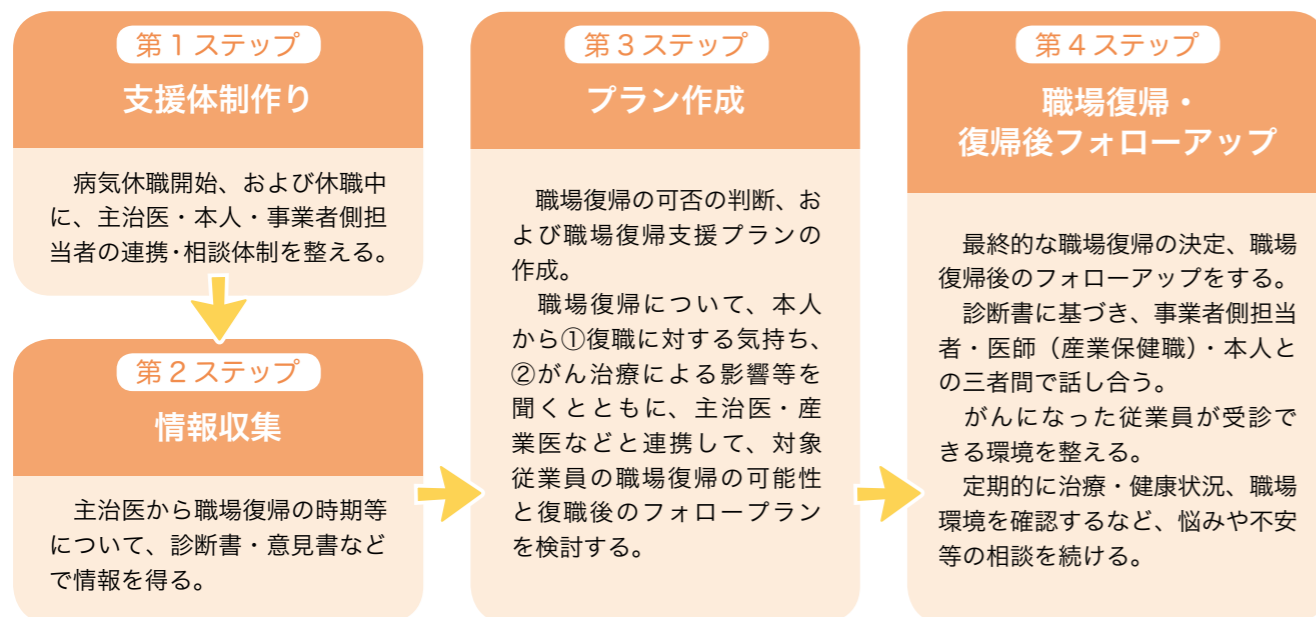 第1ステップ
支援体制作り
　病気休職開始、および休職中
に、主治医・本人・事業者側担
当者の連携・相談体制を整える。
第2ステップ
情報収集
　主治医から職場復帰の時期等
について、診断書・意見書など
で情報を得る。
第3ステップ
プラン作成
　職場復帰の可否の判断、お
よび職場復帰支援プランの
作成。
　職場復帰について、本人
から①復職に対する気持ち、
②がん治療による影響等を
聞くとともに、主治医・産
業医などと連携して、対象
従業員の職場復帰の可能性
と復職後のフォロープラン
を検討する。
第4ステップ
職場復帰・
復帰後フォローアップ
　最終的な職場復帰の決定、職場
復帰後のフォローアップをする。
　診断書に基づき、事業者側担当
者・医師（産業保健職）・本人と
の三者間で話し合う。
　がんになった従業員が受診で
きる環境を整える。
　定期的に治療・健康状況、職場
環境を確認するなど、悩みや不安
等の相談を続ける。